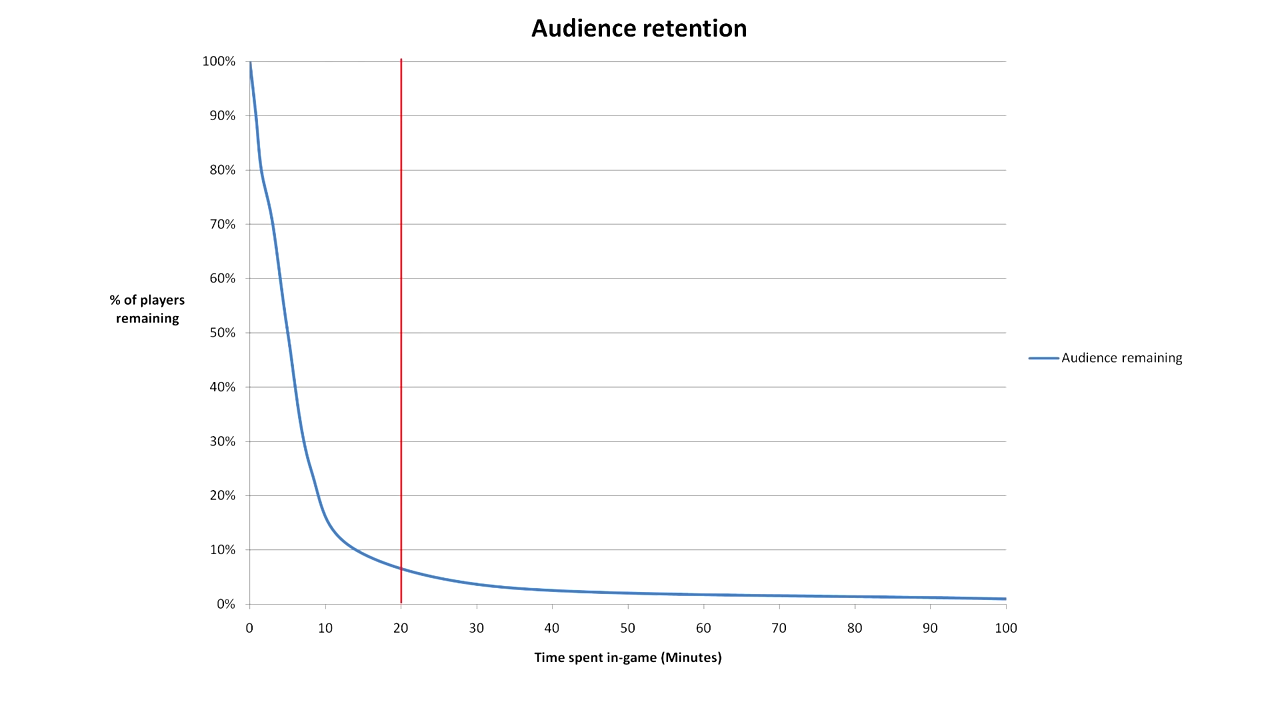 Audience retention
100%
90%
80%
70%
60%
50%
40%
30%
20%
10%
0%
% of players
remaining
0 10 20 30 40 50 60 70 80 90 100
Time spent in-game (Minutes)
Audience remaining